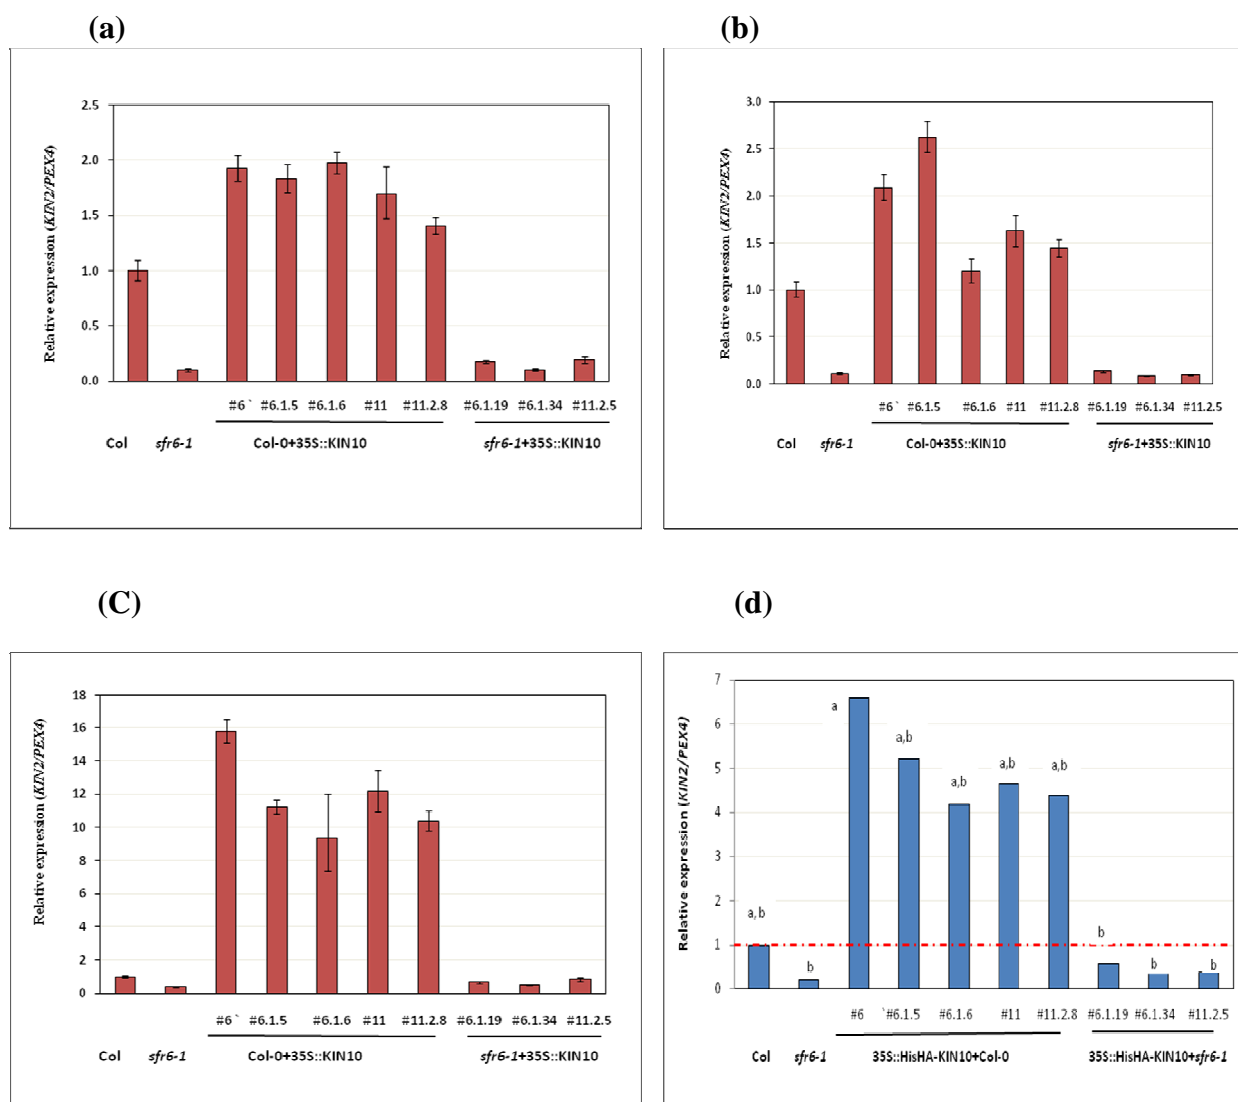 (a)
Relative expression (KIN2/PEX4)
2.5
2.0
1.5
1.0
0.5
0.0
#6` #6.1.5 #6.1.6 #11 #11.2.8 #6.1.19 #6.1.34 #11.2.5
Col sfr6-1 Col-0+35S::KIN10 sfr6-1+35S::KIN10
(b)
Relative expression (KIN2/PEX4)
3.0
2.5
2.0
1.5
1.0
0.5
0.0
#6` #6.1.5 #6.1.6 #11 #11.2.8 #6.1.19 #6.1.34 #11.2.5
Col sfr6-1 Col-0+35S::KIN10 sfr6-1+35S::KIN10
(C)
Relative expression (KIN2/PEX4)
18
16
14
12
10
8
6
4
2
0
#6` #6.1.5 #6.1.6 #11 #11.2.8 #6.1.19 #6.1.34 #11.2.5
Col sfr6-1 Col-0+35S::KIN10 sfr6-1+35S::KIN10
(d)
Relative expression (KIN2/PEX4)
7
6
5
4
3
2
1
0
a,b b a a,b a,b a,b a,b b b b
#6 `#6.1.5 #6.1.6 #11 #11.2.8 #6.1.19 #6.1.34 #11.2.5
Col sfr6-1 35S::HisHA-KIN10+Col-0 35S::HisHA-KIN10+sfr6-1